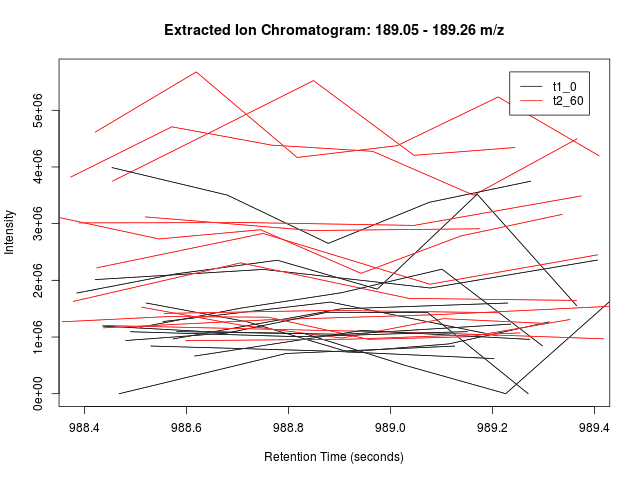 Extracted Ion Chromatogram: 189.05 - 189.26 m/z
t1_0
t2_60
5e+06
4e+06
3e+06
2e+06
1e+06
0e+00
Intensity
988.4 988.6 988.8 989.0 989.2 989.4
Retention Time (seconds)